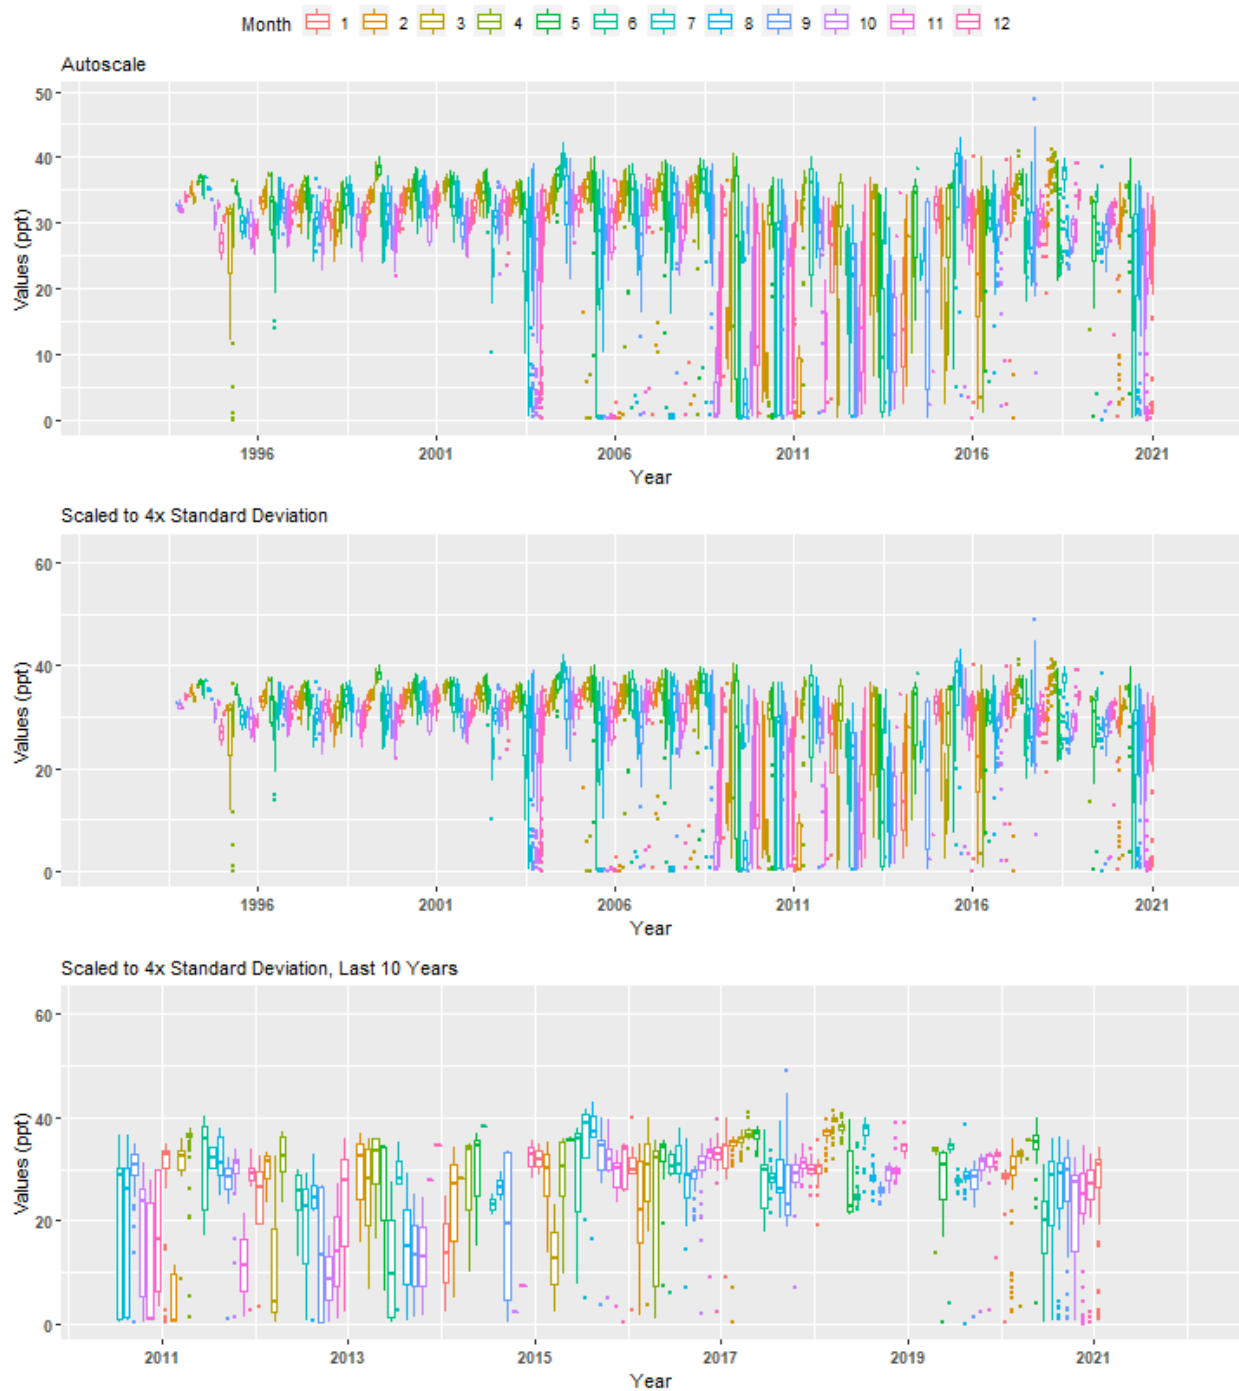 Month 1 2 3 4 5 6 7 8 9 10 11 12
Autoscale
50
40
30
20
10
0
Values (ppt)
1996 2001 2006 2011 2016 2021
Year
Scaled to 4x Standard Deviation
60
40
20
0
Values (ppt)
1996 2001 2006 2011 2016 2021
Year
Scaled to 4x Standard Deviation, Last 10 Years
60
40
20
0
Values (ppt)
2011 2013 2015 2017 2019 2021
Year